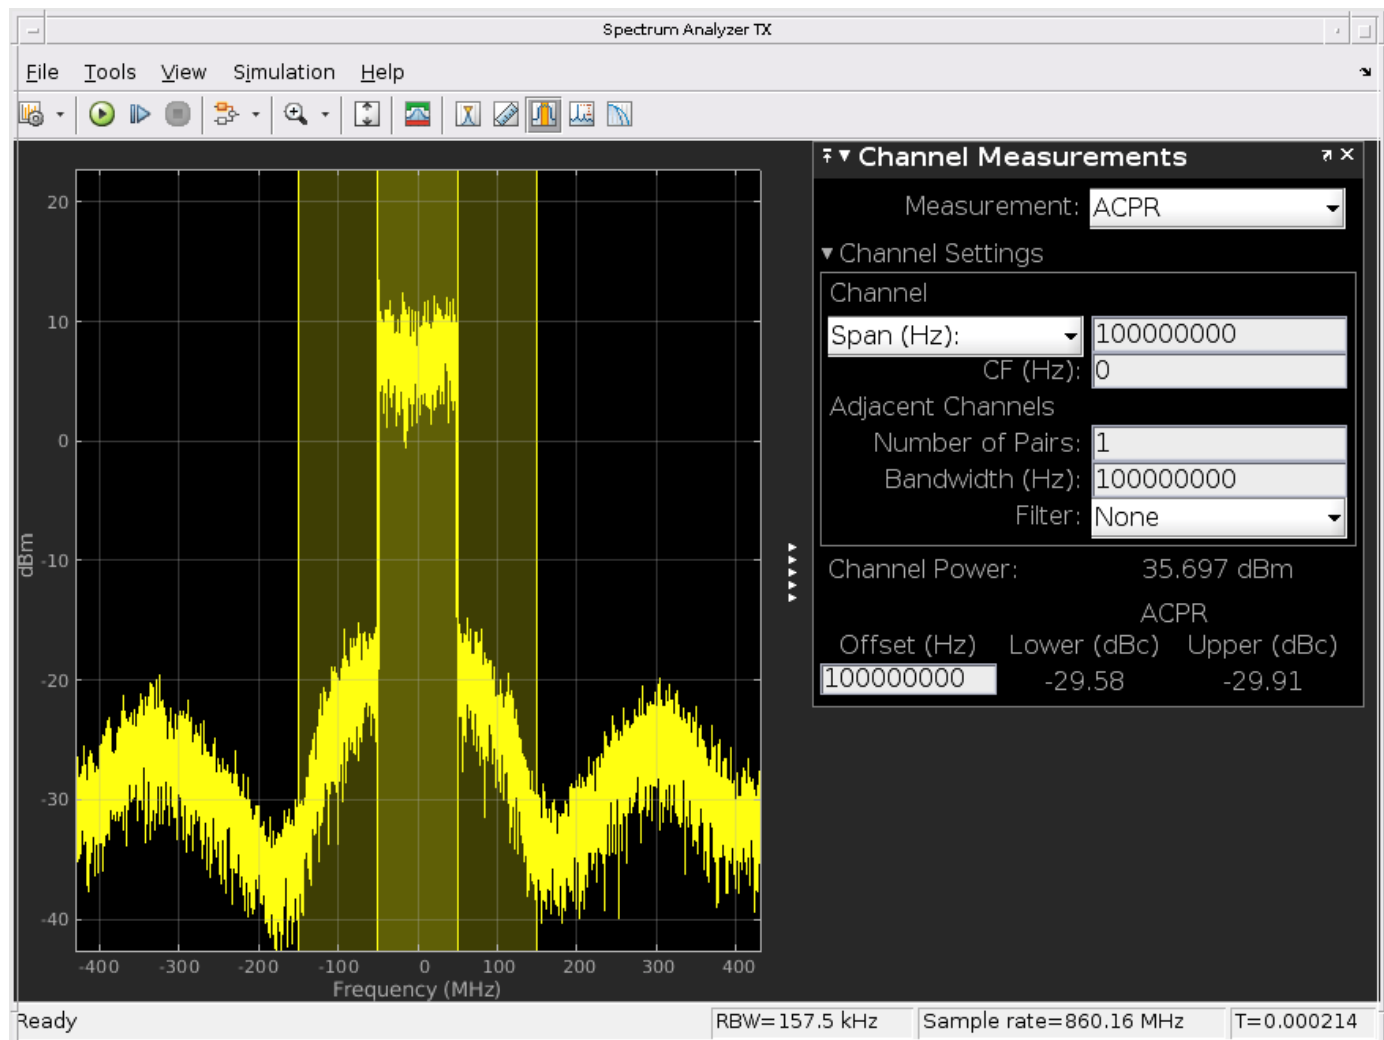 Spectrum Analyzer TX
File Tools View Simulation Help
Channel Measurements
Measurement: ACPR
Channel Settings
Channel
Span (Hz): 100000000
CF (Hz): 0
Adjacent Channels
Number of Pairs: 1
Bandwidth (Hz): 100000000
Filter: None
Channel Power: 35.697 dBm
ACPR
Offset (Hz) Lower (dBc) Upper (dBc)
100000000 -29.58 -29.91
20
10
0
-10
-20
-30
-40
dBm
-400 -300 -200 -100 0 100 200 300 400
Frequency (MHz)
Ready RBW=157.5 kHz Sample rate=860.16 MHz T=0.000214